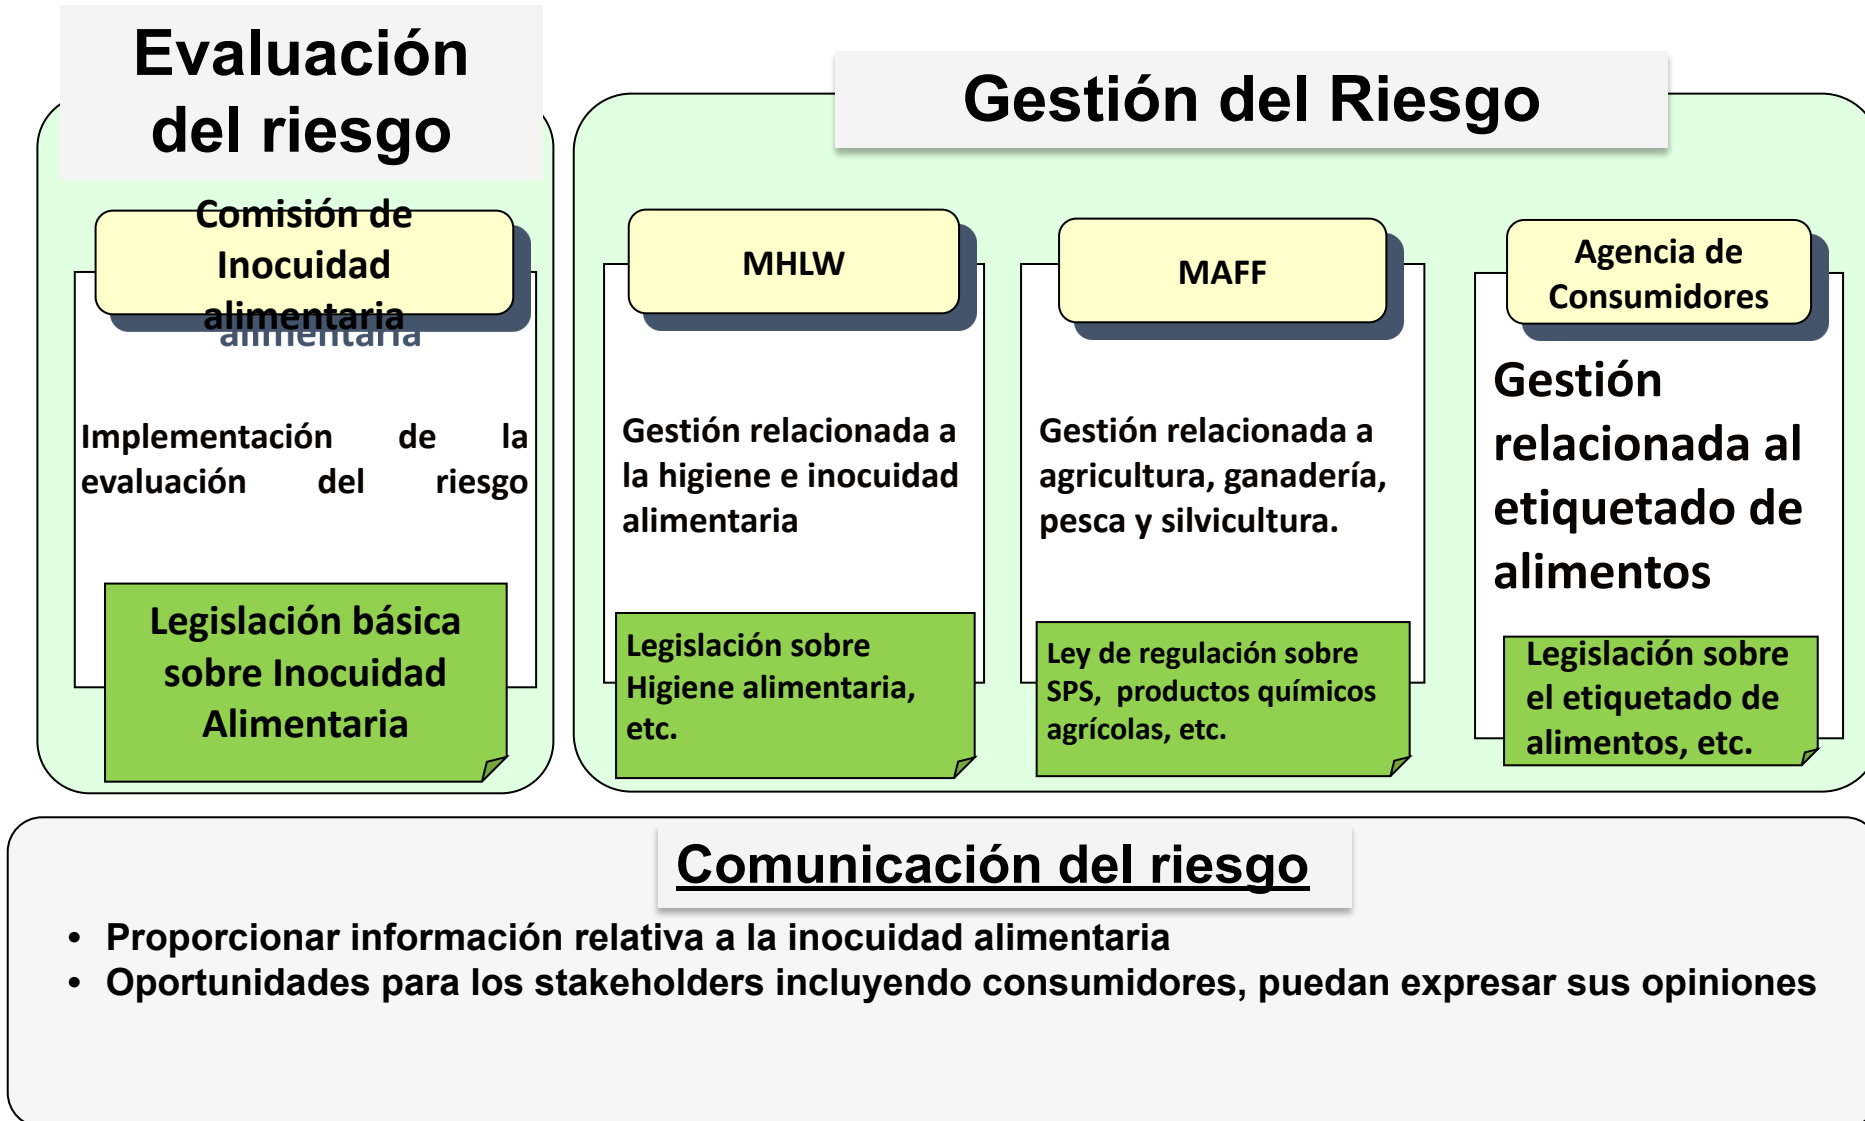 Evaluación
del riesgo
Comisión de
Inocuidad
alimentaria
Implementación de la
evaluación del riesgo
Legislación básica
sobre Inocuidad
Alimentaria
Gestión del Riesgo
MHLW
Gestión relacionada a
la higiene e inocuidad
alimentaria
Legislación sobre
Higiene alimentaria,
etc.
MAFF
Gestión relacionada a
agricultura, ganadería,
pesca y silvicultura.
Ley de regulación sobre
SPS, productos químicos
agrícolas, etc.
Agencia de
Consumidores
Gestión
relacionada al
etiquetado de
alimentos
Legislación sobre
el etiquetado de
alimentos, etc.
Comunicación del riesgo
• Proporcionar información relativa a la inocuidad alimentaria
• Oportunidades para los stakeholders incluyendo consumidores, puedan expresar sus opiniones